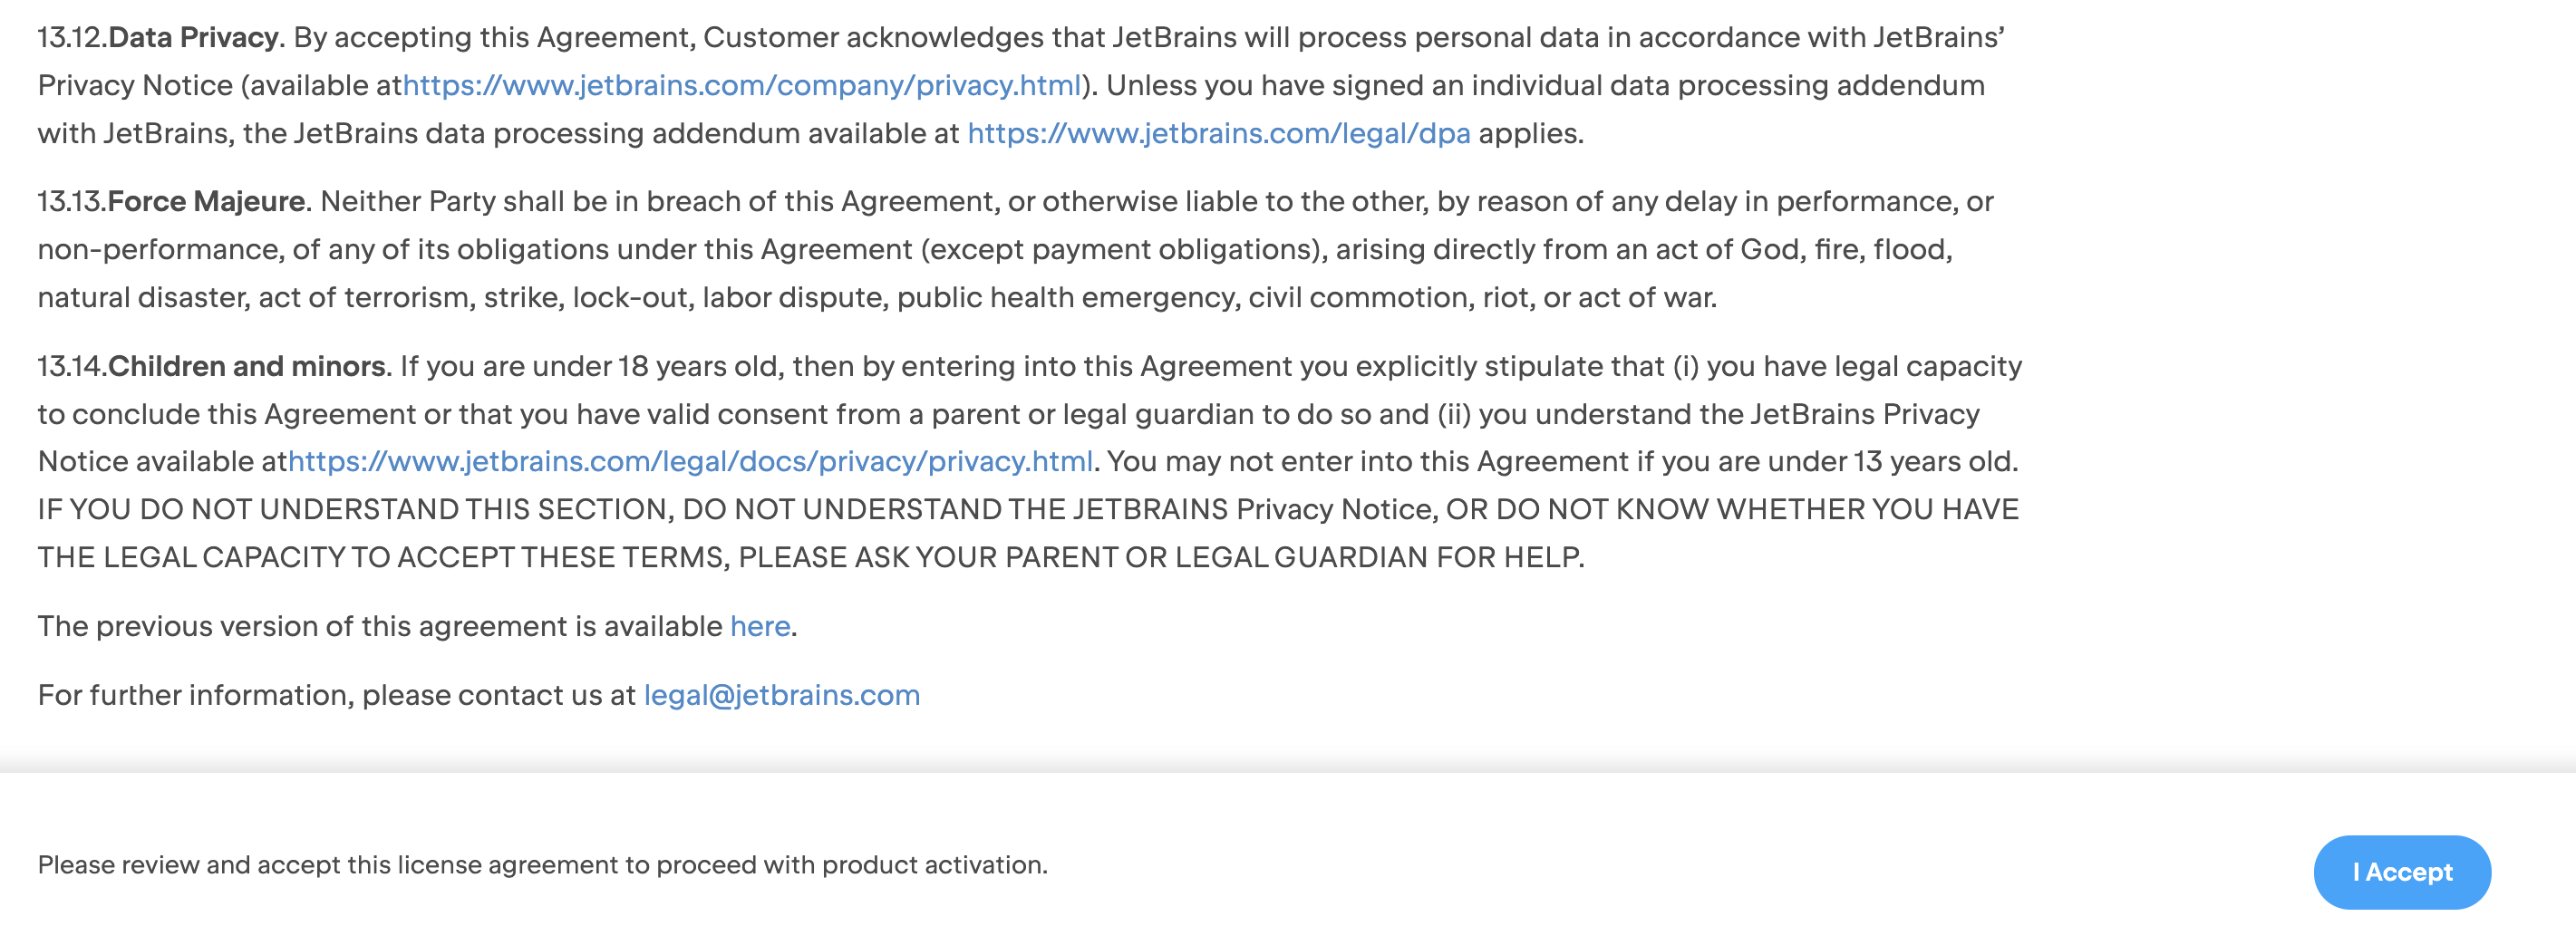 13.12.Data Privacy. By accepting this Agreement, Customer acknowledges that JetBrains will process personal data in accordance with JetBrains’
Privacy Notice (available athttps://www.jetbrains.com/company/privacy.html). Unless you have signed an individual data processing addendum
with JetBrains, the JetBrains data processing addendum available at https://www.jetbrains.com/legal/dpa applies.
13.13.Force Majeure. Neither Party shall be in breach of this Agreement, or otherwise liable to the other, by reason of any delay in performance, or
non-performance, of any of its obligations under this Agreement (except payment obligations), arising directly from an act of God, fire, flood,
natural disaster, act of terrorism, strike, lock-out, labor dispute, public health emergency, civil commotion, riot, or act of war.
13.14.Children and minors. If you are under 18 years old, then by entering into this Agreement you explicitly stipulate that (i) you have legal capacity
to conclude this Agreement or that you have valid consent from a parent or legal guardian to do so and (ii) you understand the JetBrains Privacy
Notice available athttps://www.jetbrains.com/legal/docs/privacy/privacy.html. You may not enter into this Agreement if you are under 13 years old.
IF YOU DO NOT UNDERSTAND THIS SECTION, DO NOT UNDERSTAND THE JETBRAINS Privacy Notice, OR DO NOT KNOW WHETHER YOU HAVE
THE LEGAL CAPACITY TO ACCEPT THESE TERMS, PLEASE ASK YOUR PARENT OR LEGAL GUARDIAN FOR HELP.
The previous version of this agreement is available here.
For further information, please contact us at legal@jetbrains.com
Please review and accept this license agreement to proceed with product activation.
I Accept